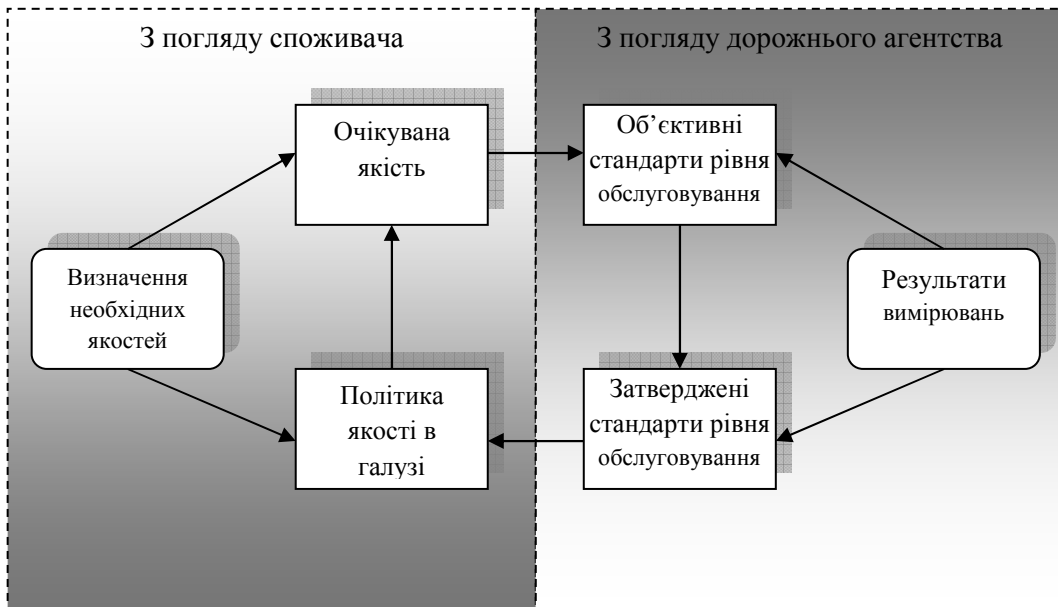 З погляду споживача
З погляду дорожнього агентства
Очікувана
якість
Об’єктивні
стандарти рівня
обслуговування
Визначення
необхідних
якостей
Результати
вимірювань
Політика
якості в
галузі
Затверджені
стандарти рівня
обслуговування